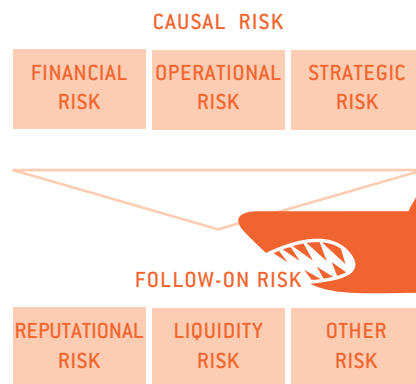 CAUSAL RISK
FINANCIAL RISK
OPERATIONAL RISK
STRATEGIC RISK
FOLLOW-ON RISK
REPUTATIONAL RISK
LIQUIDITY RISK
OTHER RISK